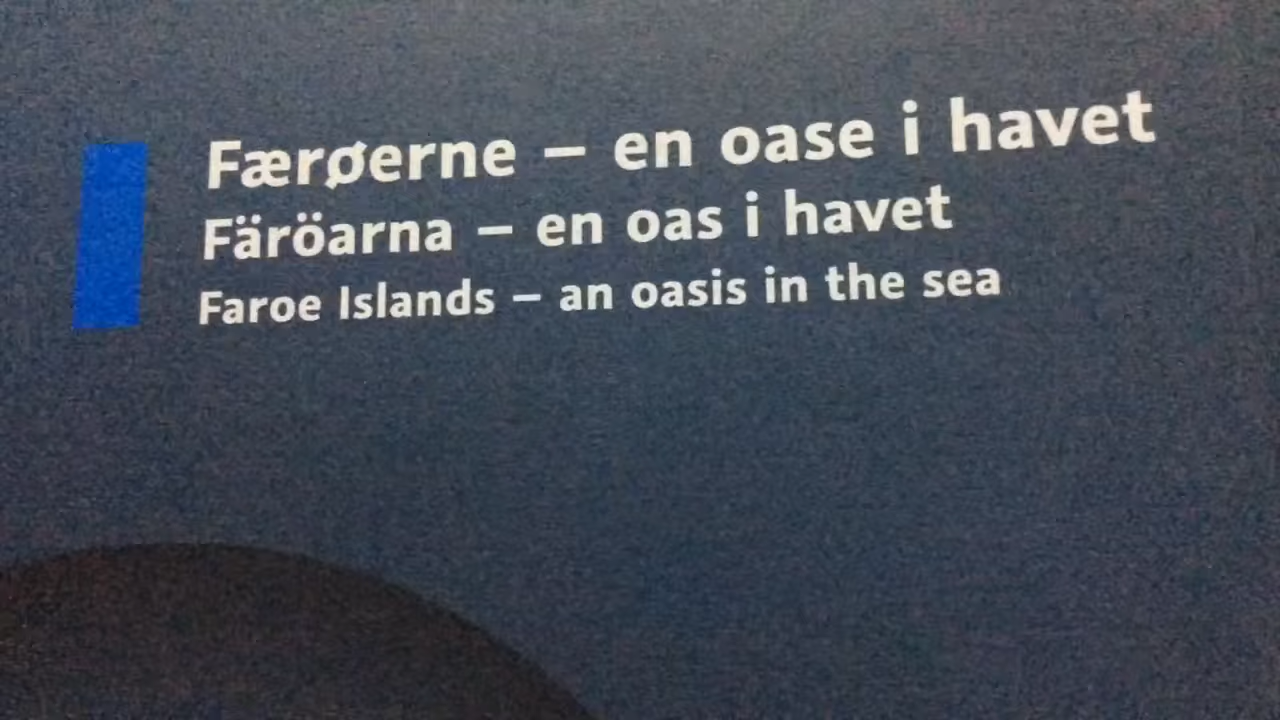 Færøerne – en oase i havet
Färöarna – en oas i havet
Faroe Islands – an oasis in the sea